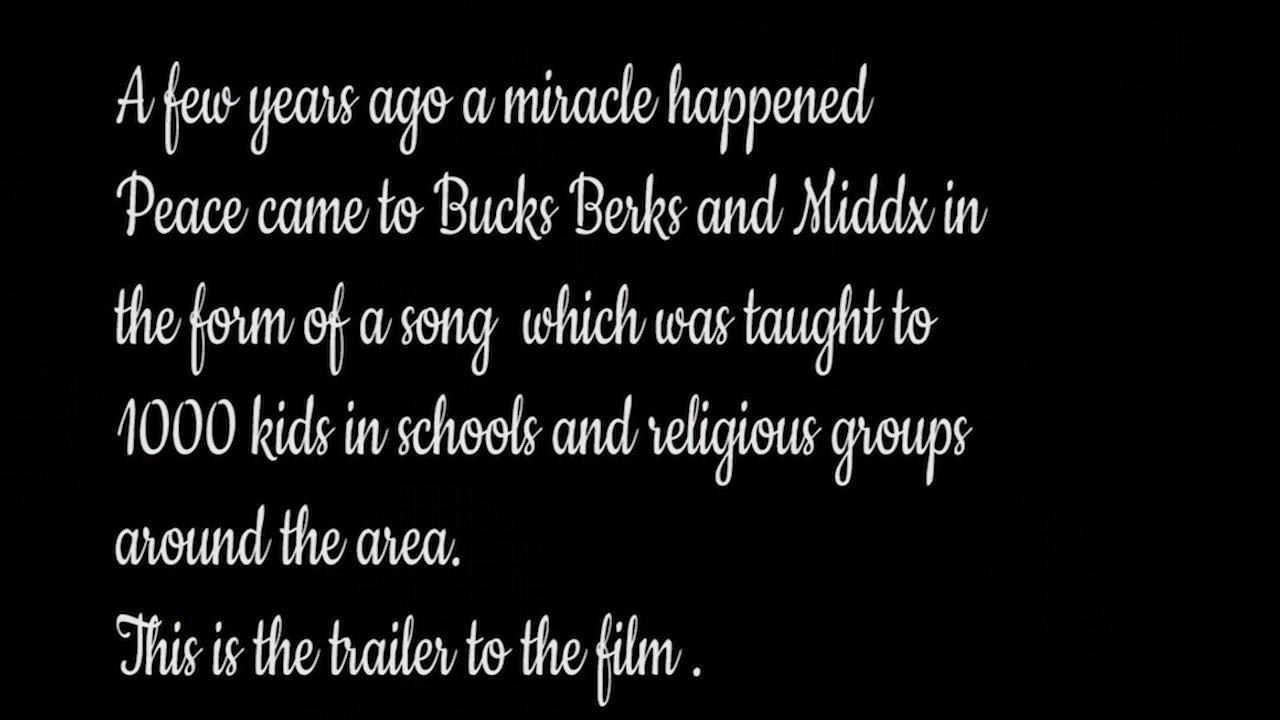 A few years ago a miracle happened
Peace came to Bucks Berks and Middx in
the form of a song  which was taught to
1000 kids in schools and religious groups
around the area.
This is the trailer to the film .